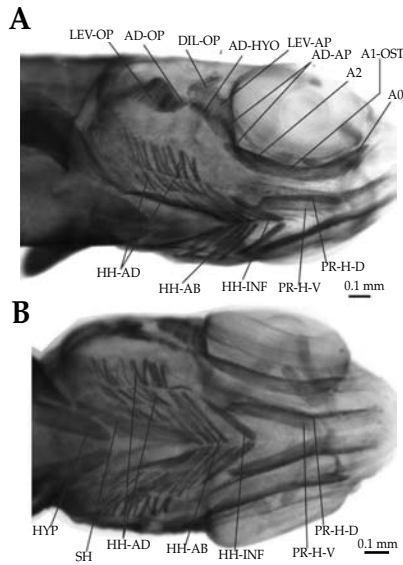 A
LEV-OP AD-OP DIL-OP AD-HYO LEV-AP AD-AP A2 A1-OST A0
HH-AD HH-AB HH-INF PR-H-V PR-H-D
0.1 mm
B
HYP SH HH-AD HH-AB HH-INF PR-H-V PR-H-D
0.1 mm